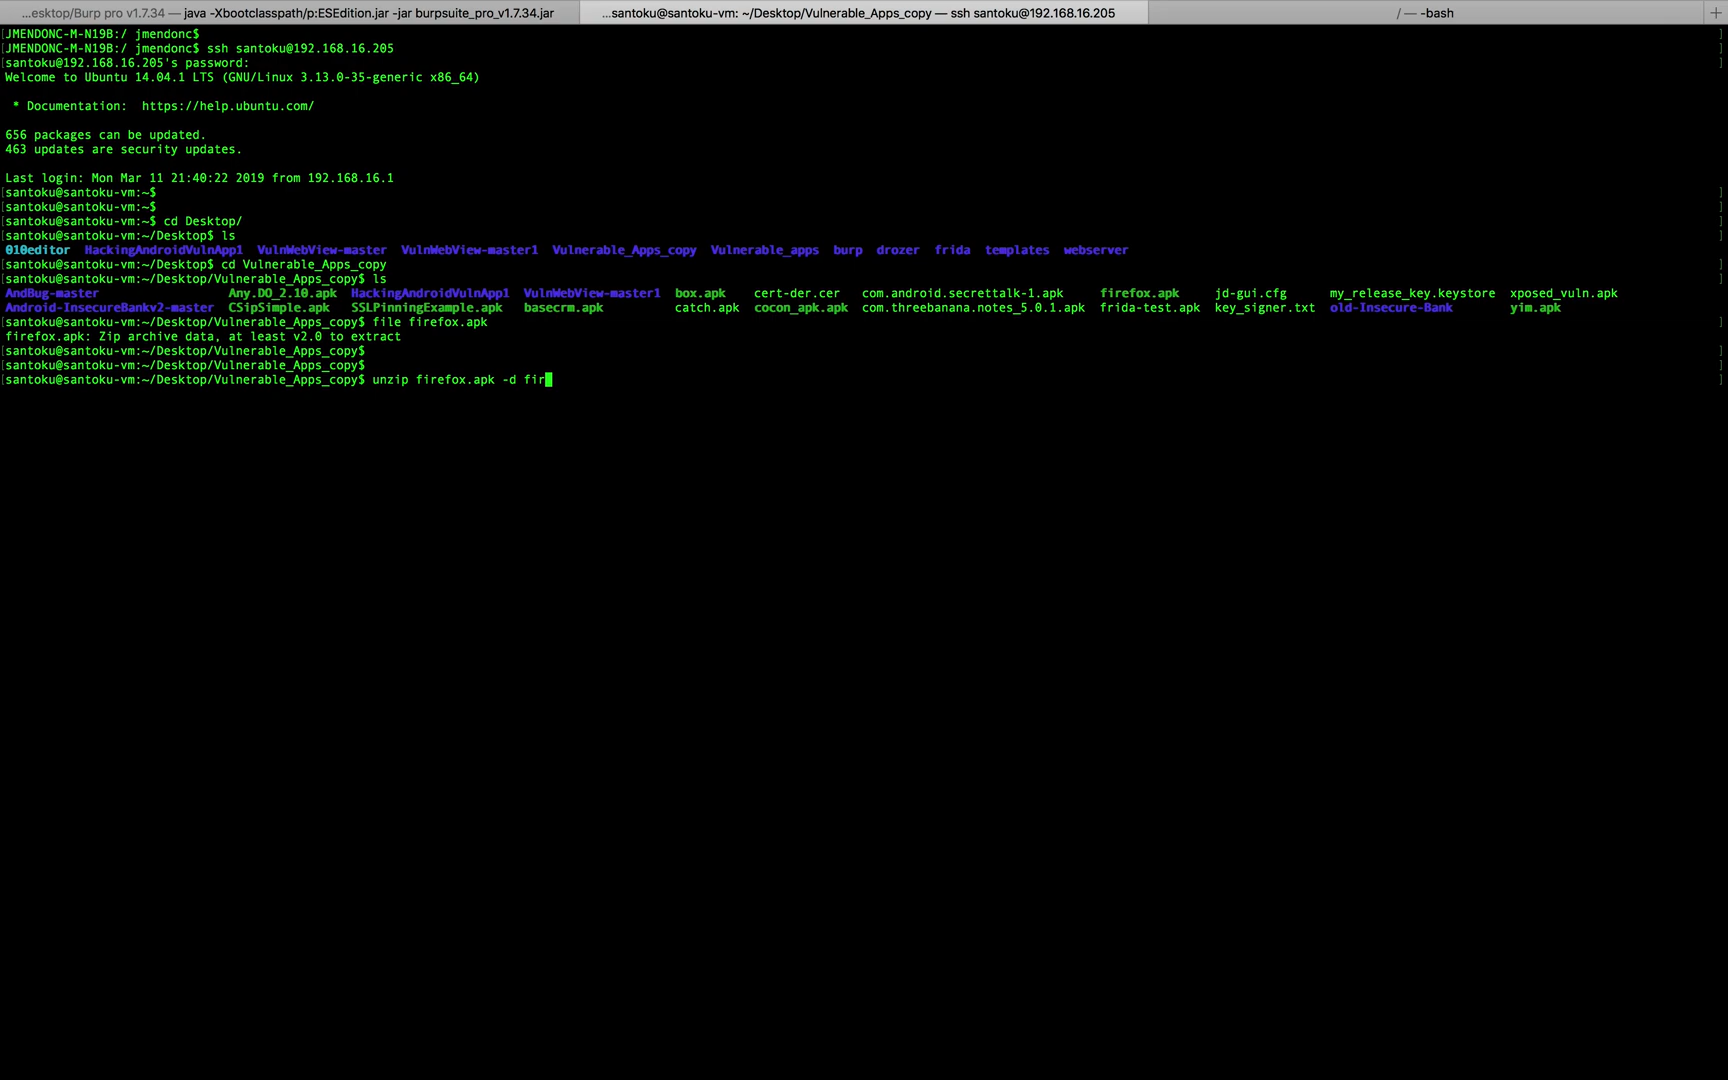 ...esktop/Burp pro v1.7.34 — java -Xbootclasspath/p:ESEdition.jar -jar burpsuite_pro_v1.7.34.jar ...santoku@santoku-vm: ~/Desktop/Vulnerable_Apps_copy — ssh santoku@192.168.16.205 / — -bash +
[JMENDONC-M-N19B:/ jmendonc$ ]
[JMENDONC-M-N19B:/ jmendonc$ ssh santoku@192.168.16.205 ]
[santoku@192.168.16.205's password: ]
Welcome to Ubuntu 14.04.1 LTS (GNU/Linux 3.13.0-35-generic x86_64)
* Documentation: https://help.ubuntu.com/
656 packages can be updated.
463 updates are security updates.
Last login: Mon Mar 11 21:40:22 2019 from 192.168.16.1
[santoku@santoku-vm:~$ ]
[santoku@santoku-vm:~$ ]
[santoku@santoku-vm:~$ cd Desktop/ ]
[santoku@santoku-vm:~/Desktop$ ls ]
010editor HackingAndroidVulnApp1 VulnWebView-master VulnWebView-master1 Vulnerable_Apps_copy Vulnerable_apps burp drozer frida templates webserver
[santoku@santoku-vm:~/Desktop$ cd Vulnerable_Apps_copy ]
[santoku@santoku-vm:~/Desktop/Vulnerable_Apps_copy$ ls ]
AndBug-master Any.DO_2.10.apk HackingAndroidVulnApp1 VulnWebView-master1 box.apk cert-der.cer com.android.secrettalk-1.apk firefox.apk jd-gui.cfg my_release_key.keystore xposed_vuln.apk
Android-InsecureBankv2-master CSipSimple.apk SSLPinningExample.apk basecrm.apk catch.apk cocon_apk.apk com.threebanana.notes_5.0.1.apk frida-test.apk key_signer.txt old-Insecure-Bank yim.apk
[santoku@santoku-vm:~/Desktop/Vulnerable_Apps_copy$ file firefox.apk ]
firefox.apk: Zip archive data, at least v2.0 to extract
[santoku@santoku-vm:~/Desktop/Vulnerable_Apps_copy$ ]
[santoku@santoku-vm:~/Desktop/Vulnerable_Apps_copy$ ]
[santoku@santoku-vm:~/Desktop/Vulnerable_Apps_copy$ unzip firefox.apk -d fir ]